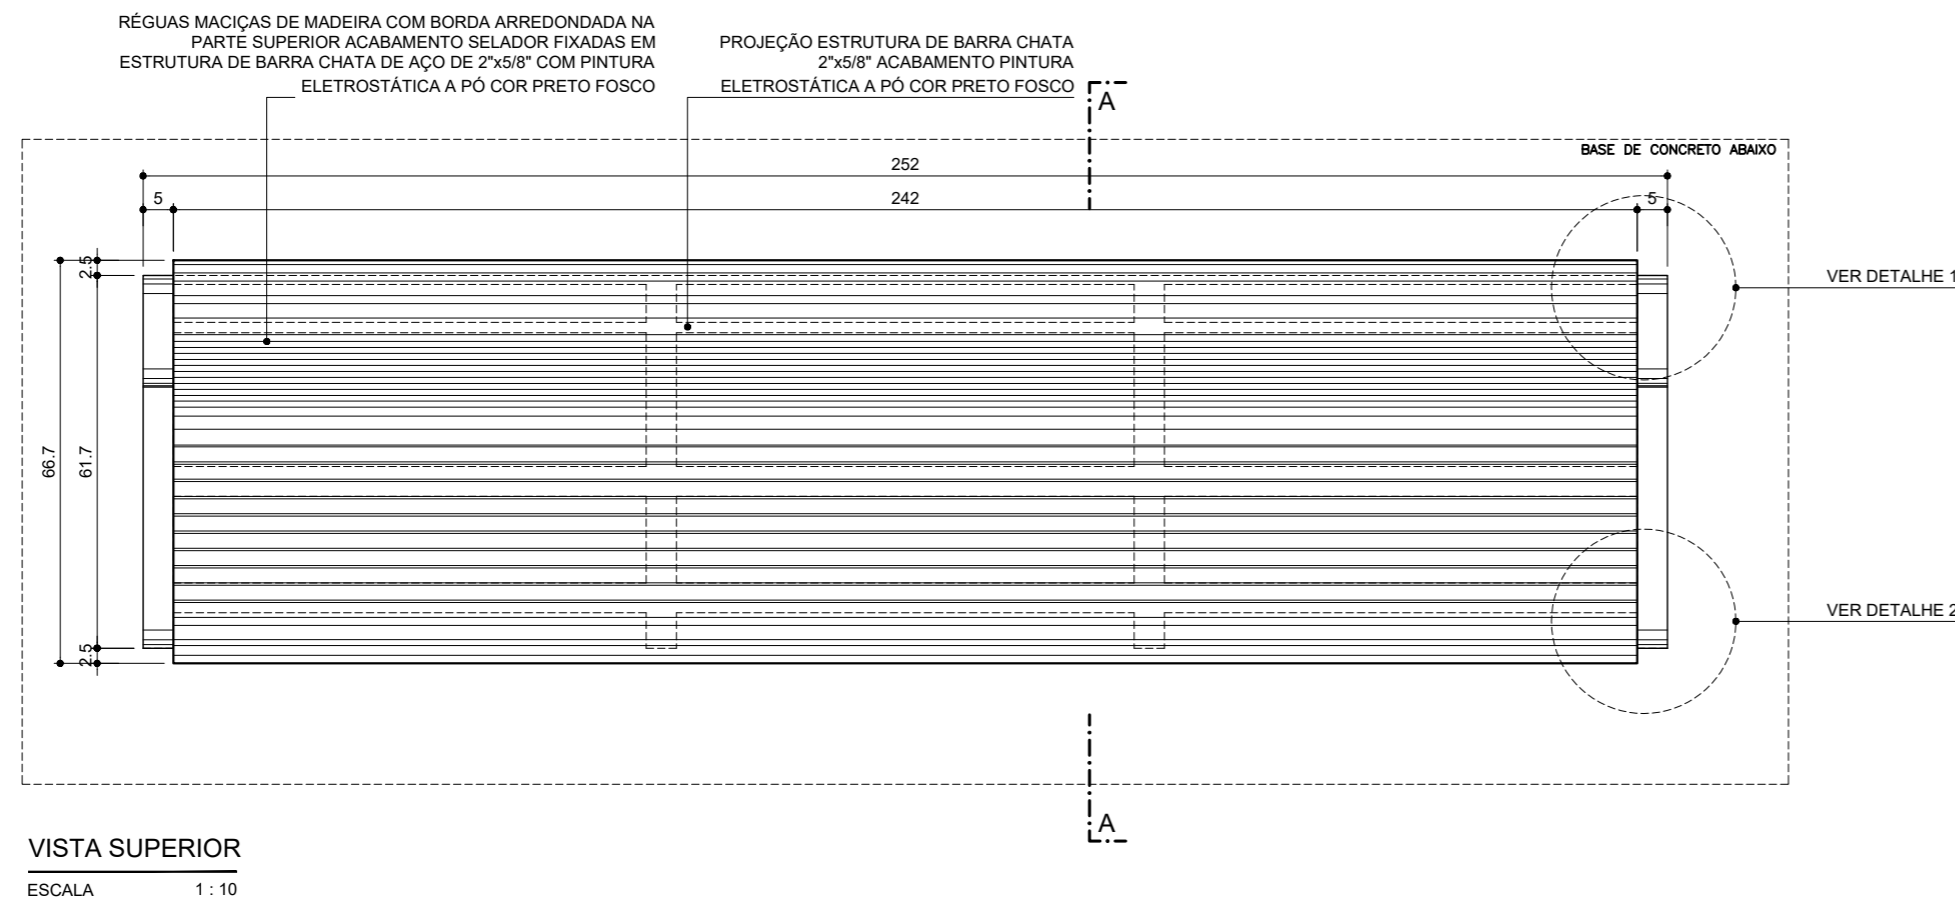 RÉGUAS MACIÇAS DE MADEIRA COM BORDA ARREDONDADA NA
PARTE SUPERIOR ACABAMENTO SELADOR FIXADAS EM
ESTRUTURA DE BARRA CHATA DE AÇO DE 2"x5/8" COM PINTURA
ELETROSTÁTICA A PÓ COR PRETO FOSCO
PROJEÇÃO ESTRUTURA DE BARRA CHATA
2"x5/8" ACABAMENTO PINTURA
ELETROSTÁTICA A PÓ COR PRETO FOSCO
A
BASE DE CONCRETO ABAIXO
252
5
242
5
2.5
66.7
61.7
2.5
VER DETALHE 1
VER DETALHE 2
A
VISTA SUPERIOR
ESCALA 1 : 10